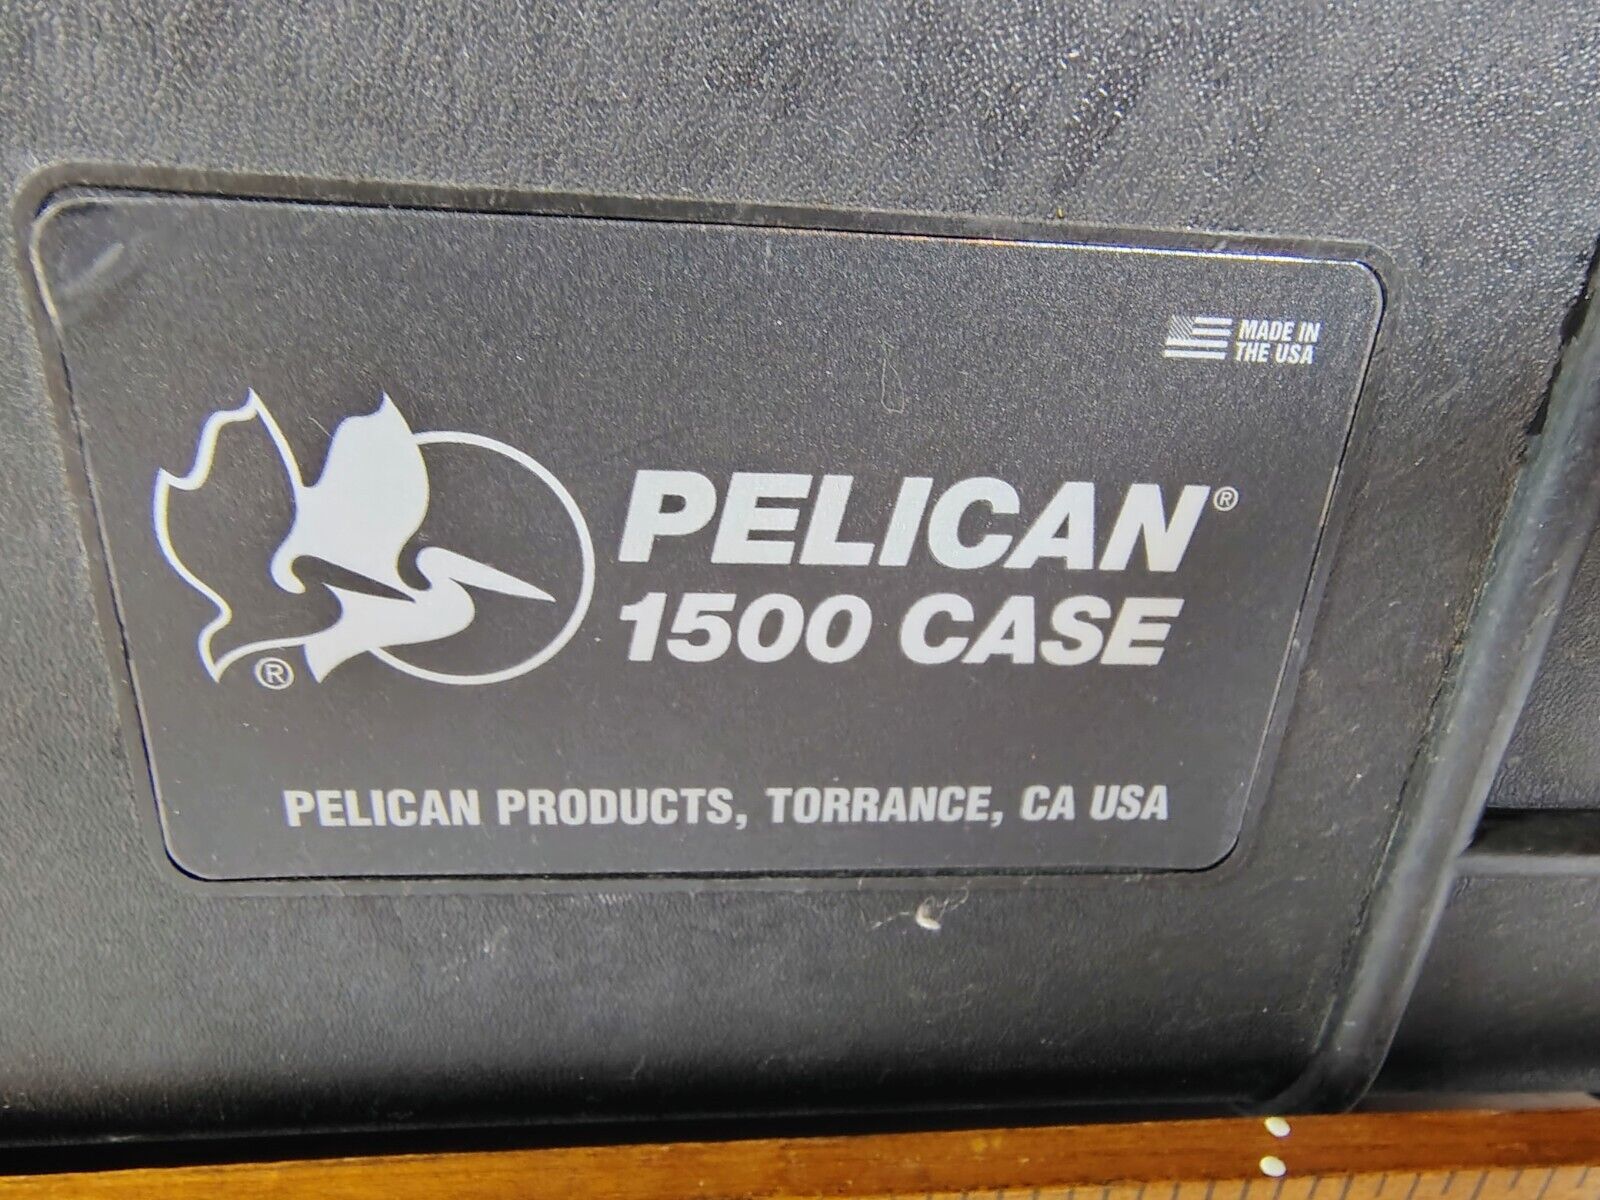 MADE IN
THE USA
PELICAN®
1500 CASE
®
PELICAN PRODUCTS, TORRANCE, CA USA